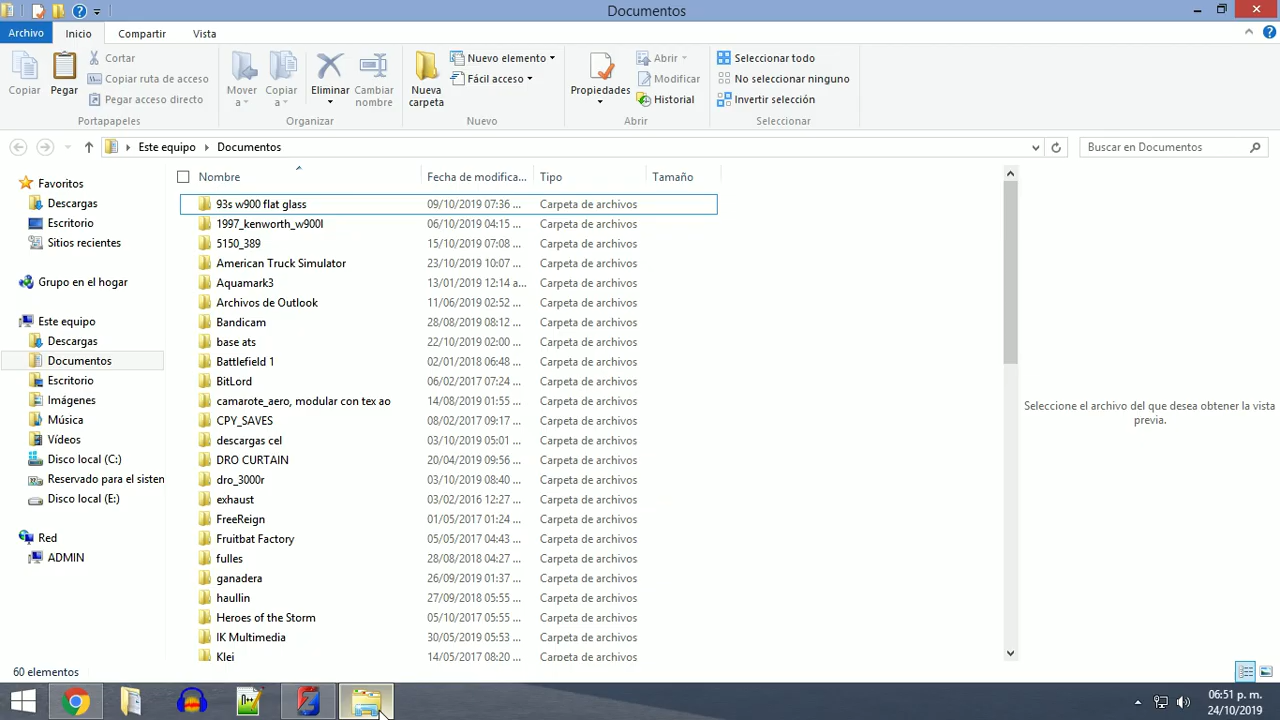 Documentos
Archivo Inicio Compartir Vista
Copiar
Pegar
Cortar
Copiar ruta de acceso
Pegar acceso directo
Portapapeles
Mover a
Copiar a
Eliminar
Cambiar nombre
Organizar
Nueva carpeta
Nuevo elemento
Fácil acceso
Nuevo
Propiedades
Abrir
Modificar
Historial
Abrir
Seleccionar todo
No seleccionar ninguno
Invertir selección
Seleccionar
Este equipo Documentos
Buscar en Documentos
Favoritos
Descargas
Escritorio
Sitios recientes
Grupo en el hogar
Este equipo
Descargas
Documentos
Escritorio
Imágenes
Música
Vídeos
Disco local (C:)
Reservado para el sisten
Disco local (E:)
Red
ADMIN
Nombre Fecha de modifica... Tipo Tamaño
93s w900 flat glass 09/10/2019 07:36 ... Carpeta de archivos
1997_kenworth_w900l 06/10/2019 04:15 ... Carpeta de archivos
5150_389 15/10/2019 07:08 ... Carpeta de archivos
American Truck Simulator 23/10/2019 10:07 ... Carpeta de archivos
Aquamark3 13/01/2019 12:14 a... Carpeta de archivos
Archivos de Outlook 11/06/2019 02:52 ... Carpeta de archivos
Bandicam 28/08/2019 08:12 ... Carpeta de archivos
base ats 22/10/2019 02:00 ... Carpeta de archivos
Battlefield 1 02/01/2018 06:48 ... Carpeta de archivos
BitLord 06/02/2017 07:24 ... Carpeta de archivos
camarote_aero, modular con tex ao 14/08/2019 01:55 ... Carpeta de archivos
CPY_SAVES 08/02/2017 09:17 ... Carpeta de archivos
descargas cel 03/10/2019 05:01 ... Carpeta de archivos
DRO CURTAIN 20/04/2019 09:56 ... Carpeta de archivos
dro_3000r 03/10/2019 08:40 ... Carpeta de archivos
exhaust 03/02/2016 12:27 ... Carpeta de archivos
FreeReign 01/05/2017 01:24 ... Carpeta de archivos
Fruitbat Factory 05/05/2017 04:43 ... Carpeta de archivos
fulles 28/08/2018 04:27 ... Carpeta de archivos
ganadera 26/09/2019 01:37 ... Carpeta de archivos
haullin 27/09/2018 05:55 ... Carpeta de archivos
Heroes of the Storm 05/10/2017 05:55 ... Carpeta de archivos
IK Multimedia 30/05/2019 05:53 ... Carpeta de archivos
Klei 14/05/2017 08:20 ... Carpeta de archivos
Seleccione el archivo del que desea obtener la vista
previa.
60 elementos
06:51 p. m.
24/10/2019